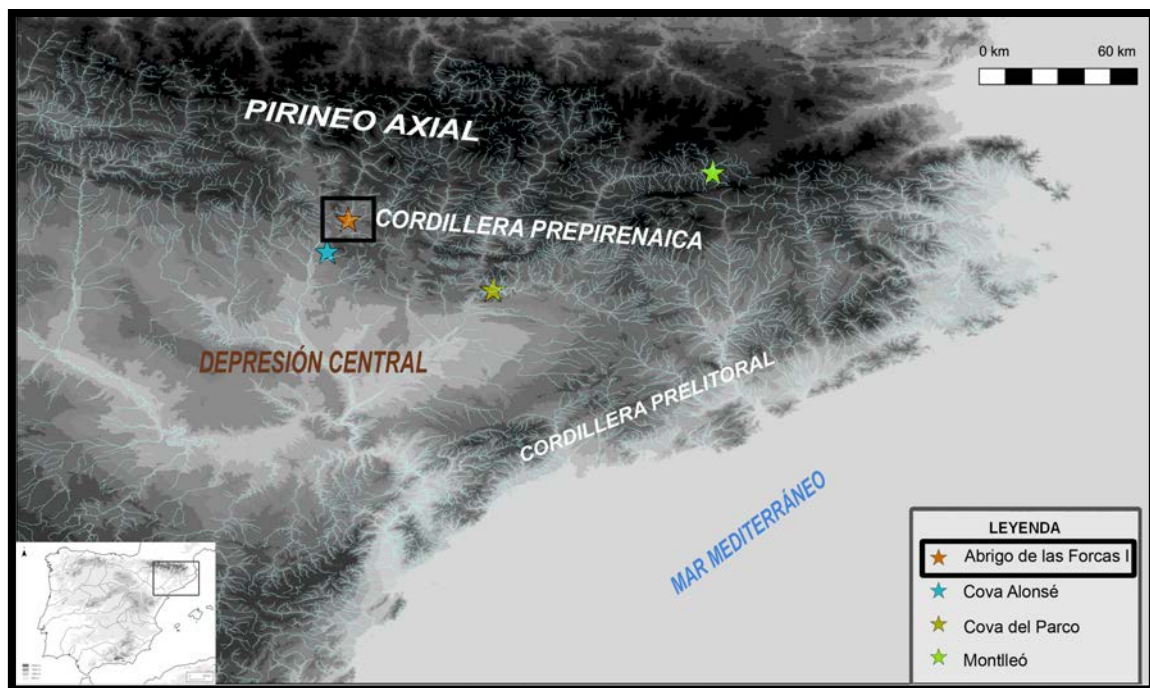 0 km 60 km
PIRINEO AXIAL
CORDILLERA PREPIRENAICA
DEPRESIÓN CENTRAL
CORDILLERA PRELITORAL
MAR MEDITERRÁNEO
LEYENDA
Abrigo de las Forcas I
Cova Alonsé
Cova del Parco
Montlleó